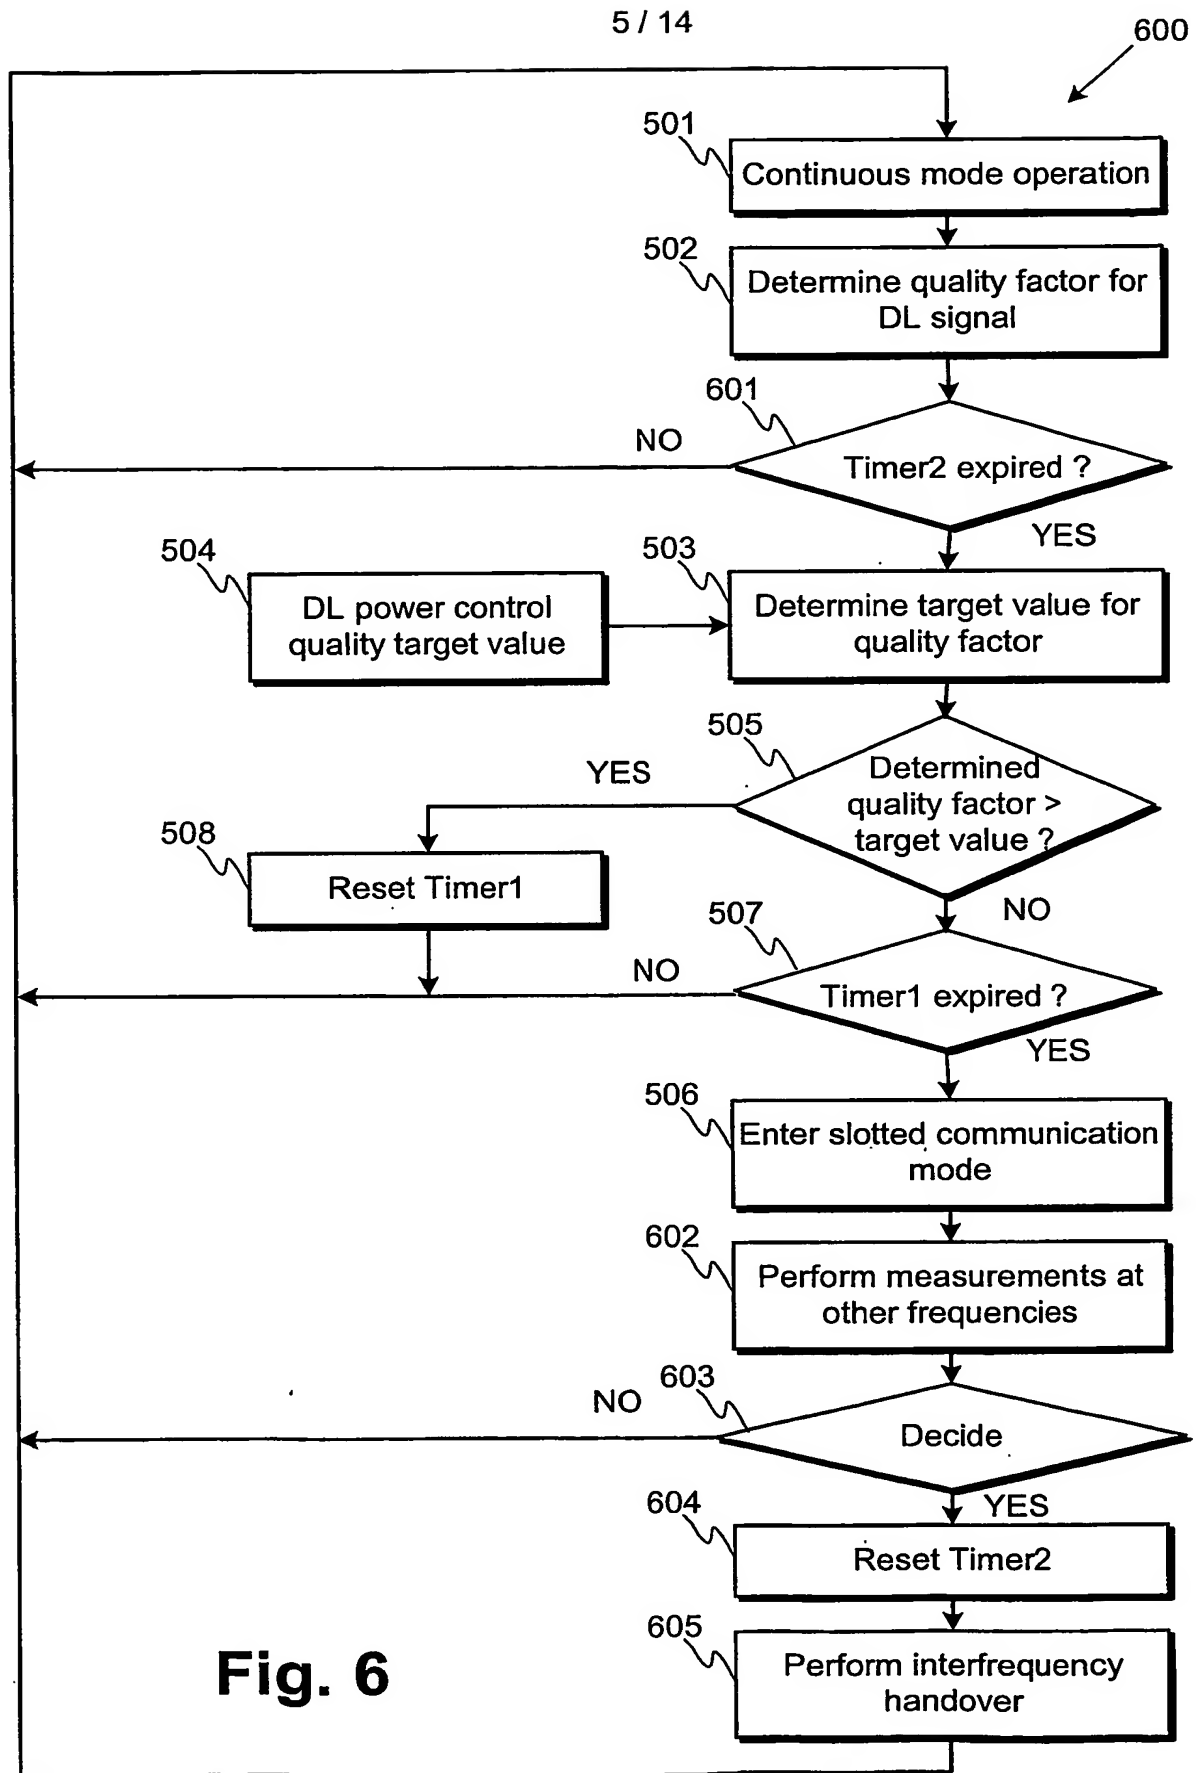 5 / 14
600
501
Continuous mode operation
502
Determine quality factor for
DL signal
601
NO
Timer2 expired ?
YES
504
DL power control
quality target value
503
Determine target value for
quality factor
505
YES
Determined
quality factor >
target value ?
508
Reset Timer1
NO
507
NO
Timer1 expired ?
YES
506
Enter slotted communication
mode
602
Perform measurements at
other frequencies
603
NO
Decide
YES
604
Reset Timer2
605
Perform interfrequency
handover
Fig. 6